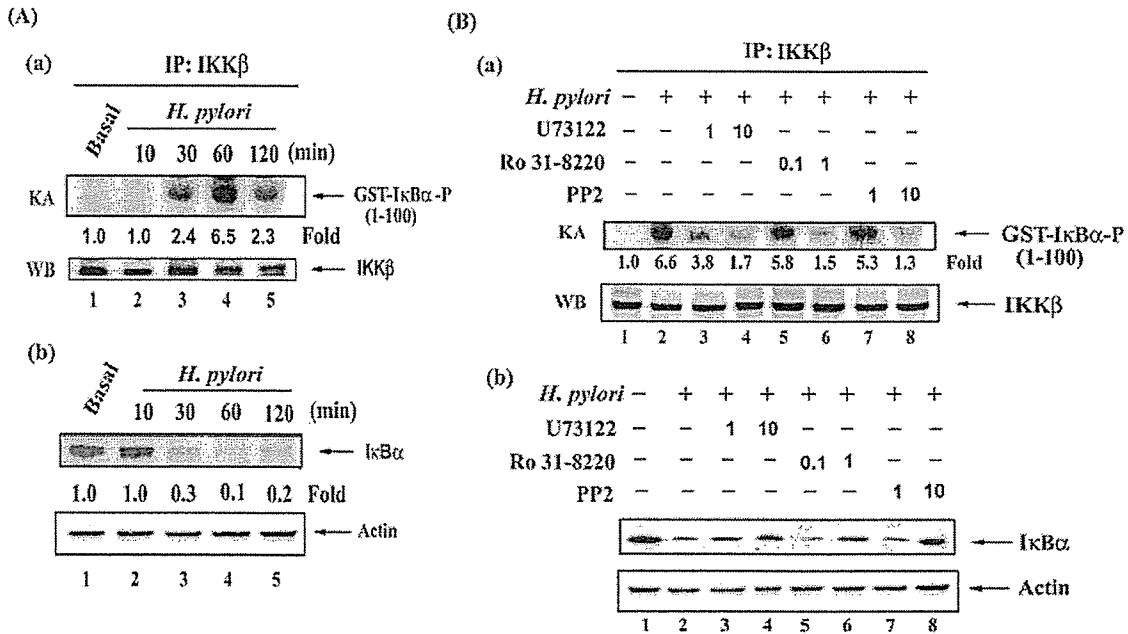 (A)
(a)
IP: IKKβ
Basal
H. pylori
10 30 60 120 (min)
KA
GST-IκBα-P
(1-100)
1.0 1.0 2.4 6.5 2.3 Fold
WB
IKKβ
1 2 3 4 5
(b)
Basal
H. pylori
10 30 60 120 (min)
IκBα
1.0 1.0 0.3 0.1 0.2 Fold
Actin
1 2 3 4 5
(B)
(a)
IP: IKKβ
H. pylori − + + + + + + +
U73122 − − 1 10 − − − −
Ro 31-8220 − − − − 0.1 1 − −
PP2 − − − − − − 1 10
KA
GST-IκBα-P
(1-100)
1.0 6.6 3.8 1.7 5.8 1.5 5.3 1.3 Fold
WB
IKKβ
1 2 3 4 5 6 7 8
(b)
H. pylori − + + + + + + +
U73122 − − 1 10 − − − −
Ro 31-8220 − − − − 0.1 1 − −
PP2 − − − − − − 1 10
IκBα
Actin
1 2 3 4 5 6 7 8